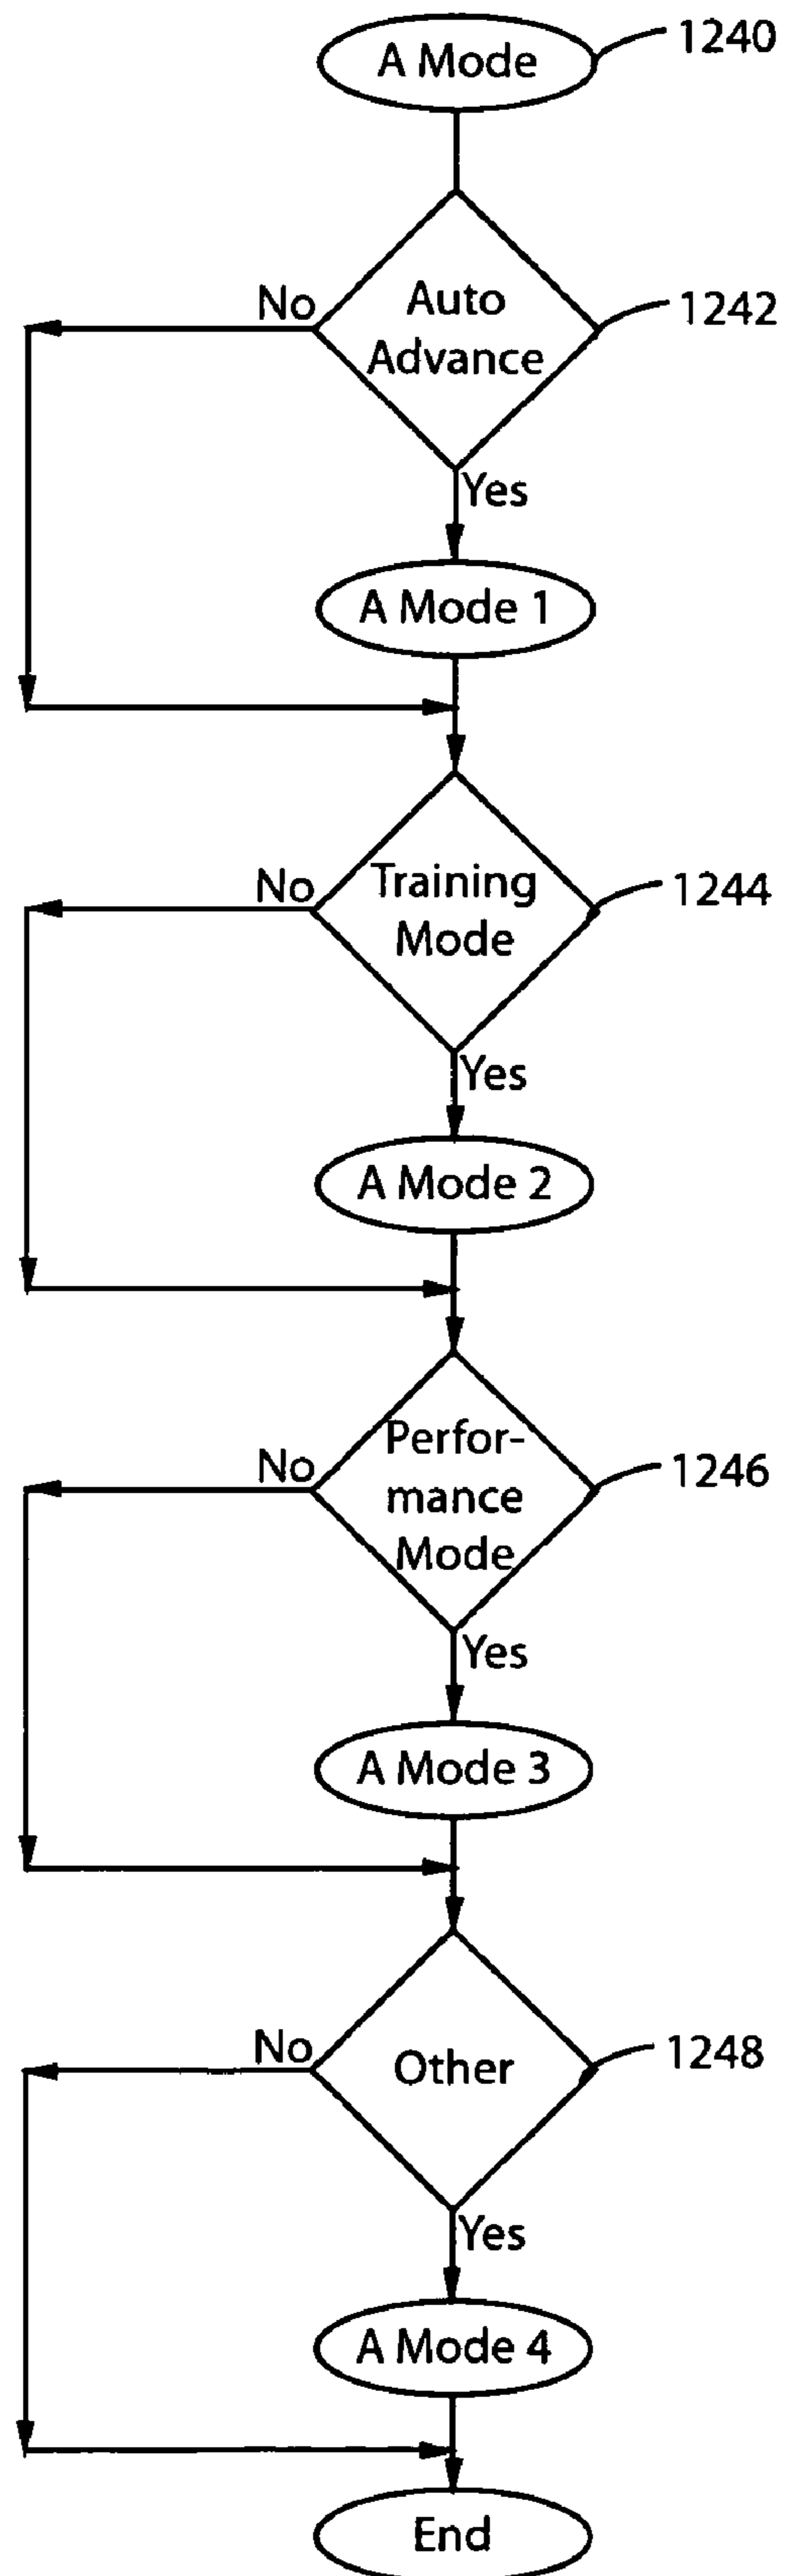 A Mode
1240
No
Auto
Advance
1242
Yes
A Mode 1
No
Training
Mode
1244
Yes
A Mode 2
No
Perfor-
mance
Mode
1246
Yes
A Mode 3
No
Other
1248
Yes
A Mode 4
End